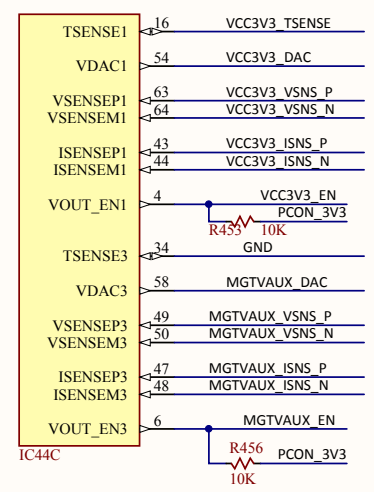 TSENSE1 16 VCC3V3_TSENSE
VDAC1 54 VCC3V3_DAC
VSENSEP1 63 VCC3V3_VSNS_P
VSENSEM1 64 VCC3V3_VSNS_N
ISENSEP1 43 VCC3V3_ISNS_P
ISENSEM1 44 VCC3V3_ISNS_N
VOUT_EN1 4 VCC3V3_EN
PCON_3V3
R453 10K
TSENSE3 34 GND
VDAC3 58 MGTVAUX_DAC
VSENSEP3 49 MGTVAUX_VSNS_P
VSENSEM3 50 MGTVAUX_VSNS_N
ISENSEP3 47 MGTVAUX_ISNS_P
ISENSEM3 48 MGTVAUX_ISNS_N
VOUT_EN3 6 MGTVAUX_EN
IC44C R456 PCON_3V3
10K